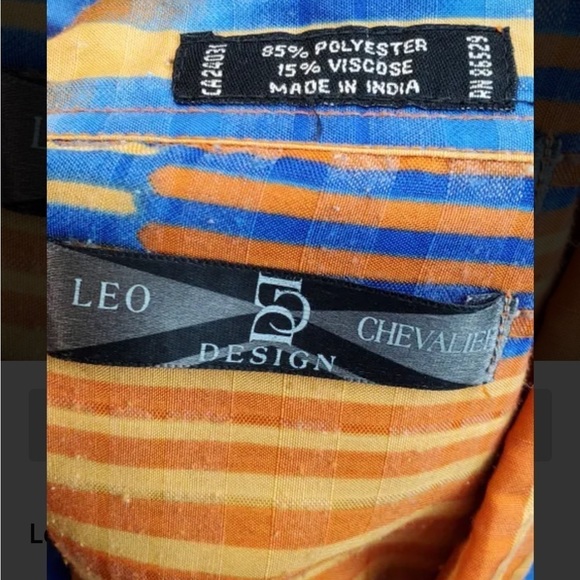 85% POLYESTER
15% VISCOSE
MADE IN INDIA
CA24031
RN 86529
LEO
CHEVALIER
DESIGN